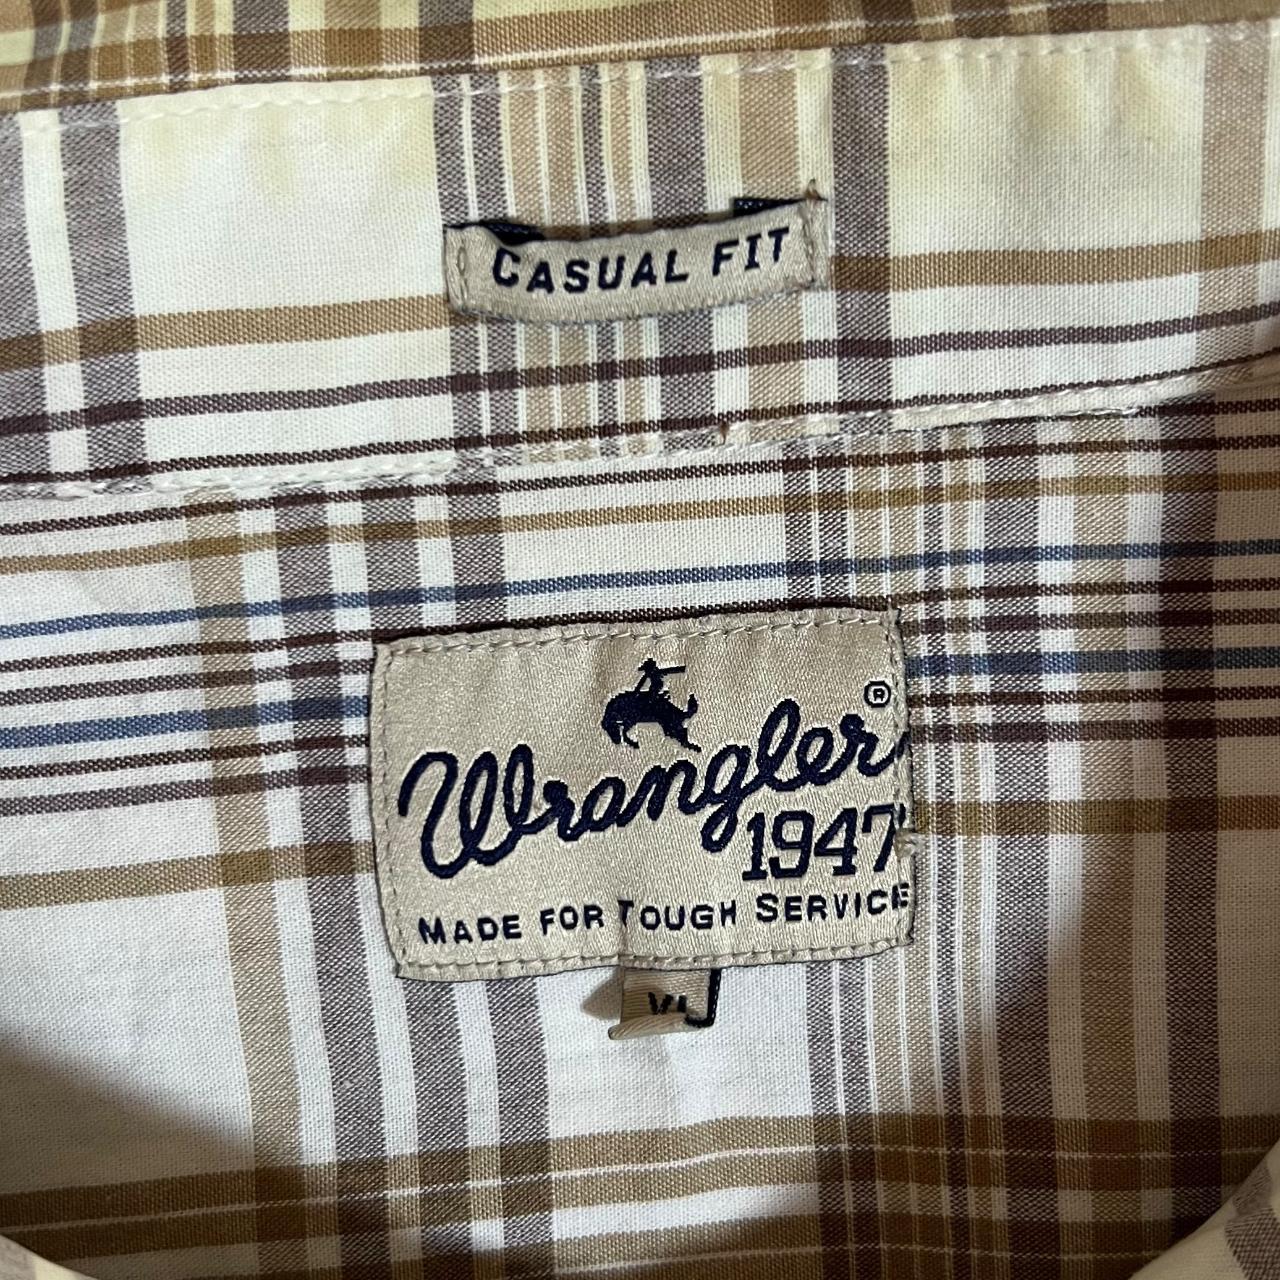 CASUAL FIT
Wrangler®
1947
MADE FOR TOUGH SERVICE